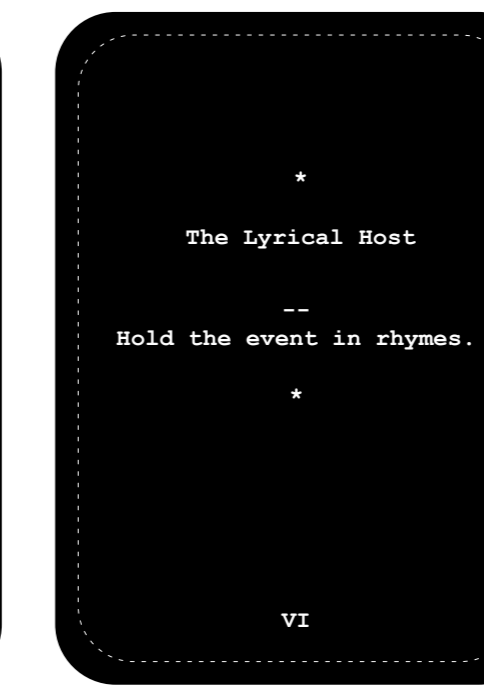 *
The Lyrical Host
--
Hold the event in rhymes.
*
VI